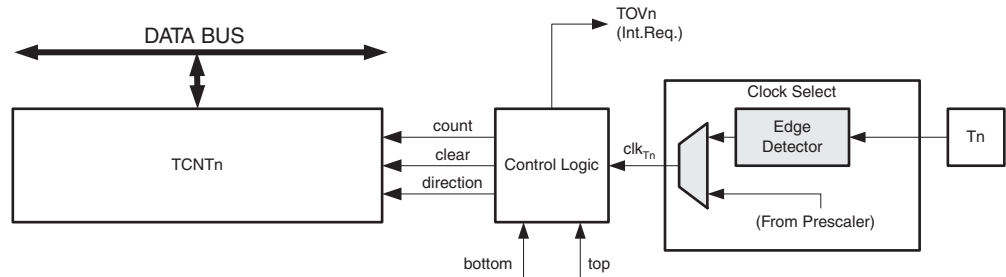 TOVn
(Int.Req.)
DATA BUS
Clock Select
TCNTn
count
clear
direction
Control Logic
clkTn
Edge
Detector
Tn
(From Prescaler)
bottom
top